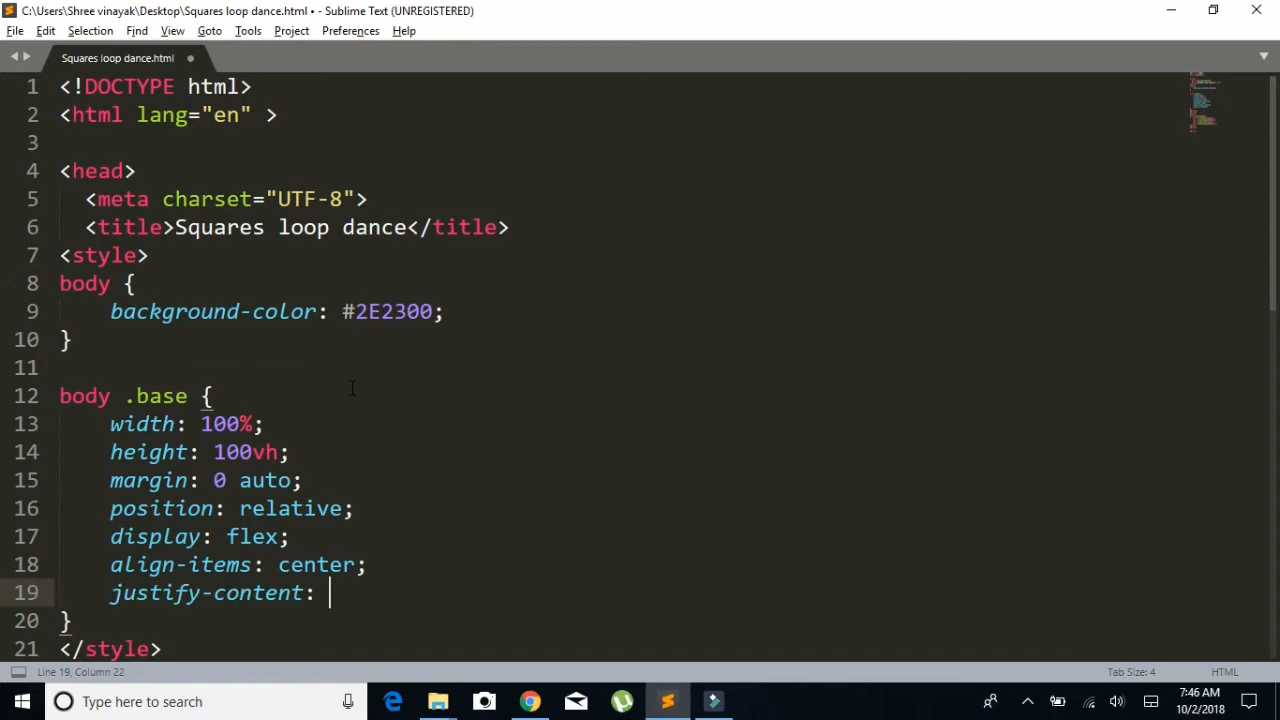 C:\Users\Shree vinayak\Desktop\Squares loop dance.html • - Sublime Text (UNREGISTERED)
File Edit Selection Find View Goto Tools Project Preferences Help
Squares loop dance.html
1 <!DOCTYPE html>
2 <html lang="en" >
3
4 <head>
5 <meta charset="UTF-8">
6 <title>Squares loop dance</title>
7 <style>
8 body {
9 background-color: #2E2300;
10 }
11
12 body .base {
13 width: 100%;
14 height: 100vh;
15 margin: 0 auto;
16 position: relative;
17 display: flex;
18 align-items: center;
19 justify-content:
20 }
21 </style>
Line 19, Column 22 Tab Size: 4 HTML
Type here to search 7:46 AM
10/2/2018